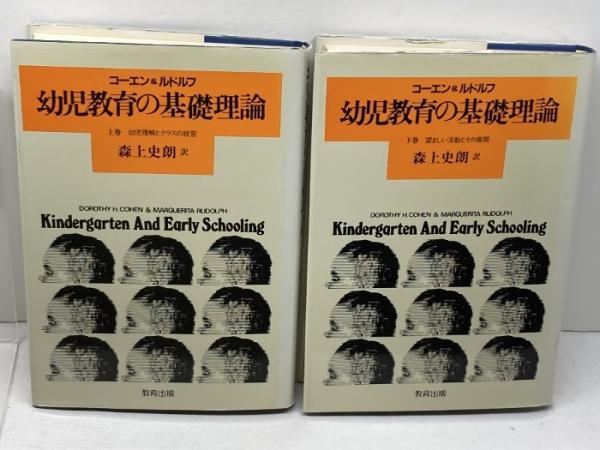 コーエン&ルドルフ
幼児教育の基礎理論
上巻 幼児理解とクラスの経営
森上史朗 訳
DOROTHY H. COHEN & MARGUERITA RUDOLPH
Kindergarten And Early Schooling
教育出版
コーエン&ルドルフ
幼児教育の基礎理論
下巻 望ましい活動とその展開
森上史朗 訳
DOROTHY H. COHEN & MARGUERITA RUDOLPH
Kindergarten And Early Schooling
教育出版